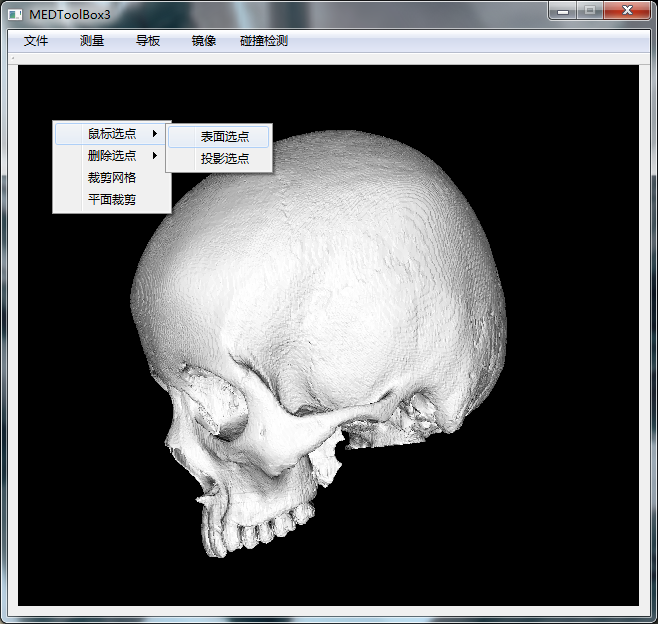 MEDToolBox3
文件 测量 导板 镜像 碰撞检测
鼠标选点
删除选点
裁剪网格
平面裁剪
表面选点
投影选点